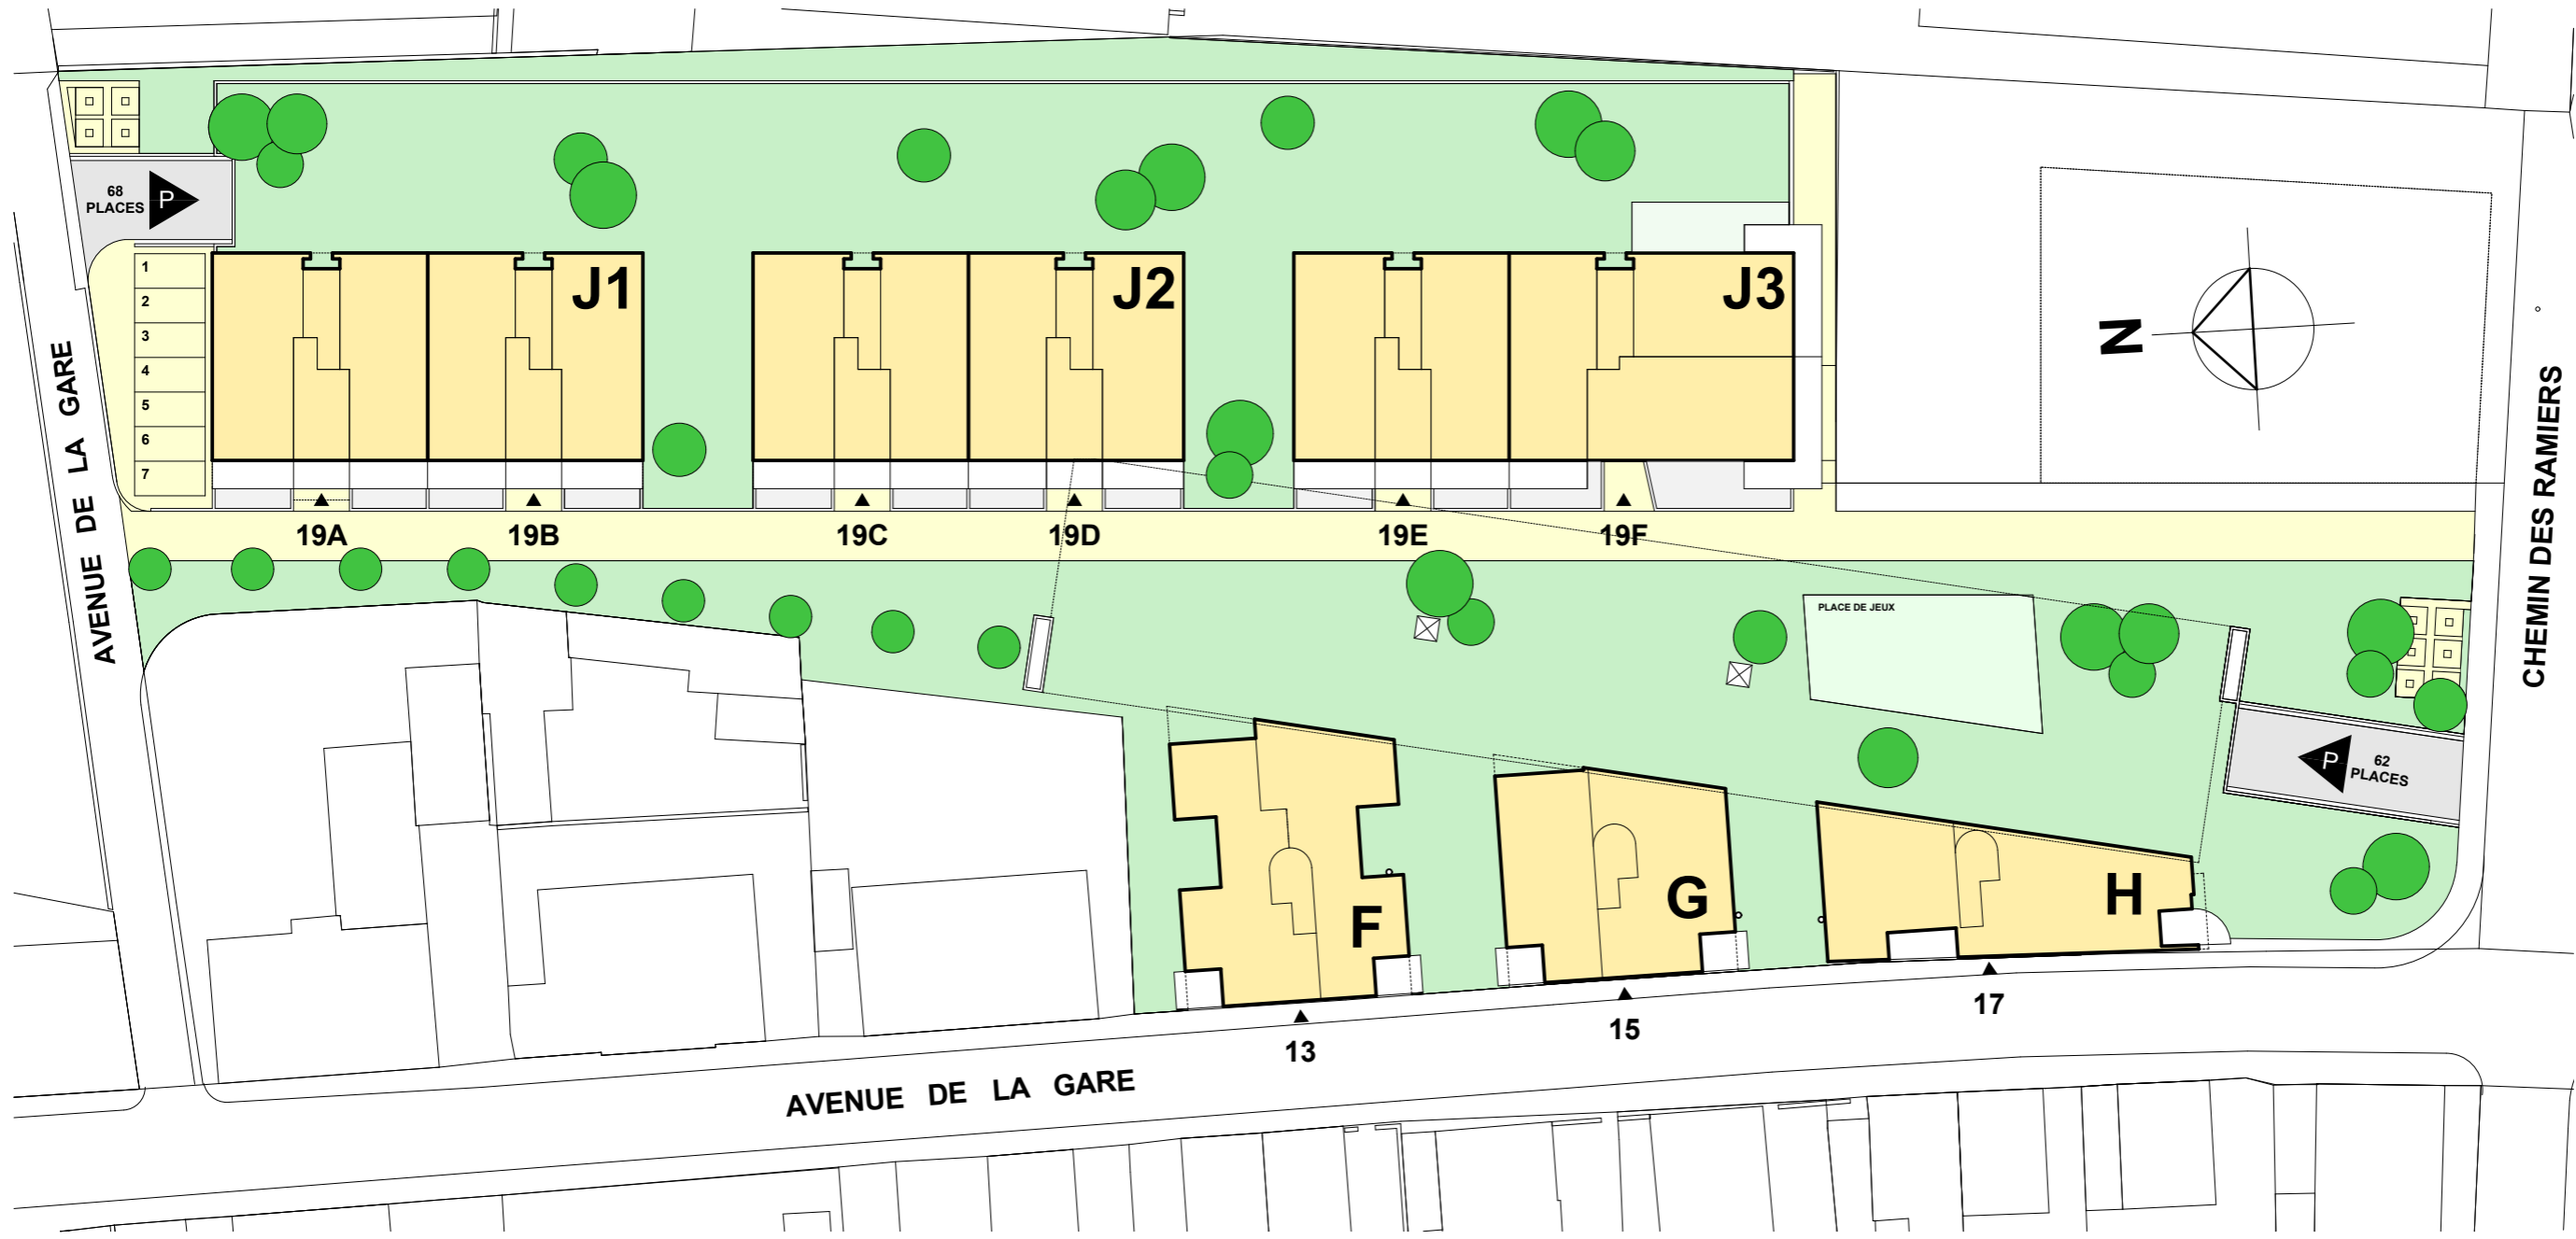 68
PLACES
P
1
2
3
4
5
6
7
J1
J2
J3
N
AVENUE DE LA GARE
CHEMIN DES RAMIERS
19A
19B
19C
19D
19E
19F
PLACE DE JEUX
P
62
PLACES
F
G
H
13
15
17
AVENUE DE LA GARE